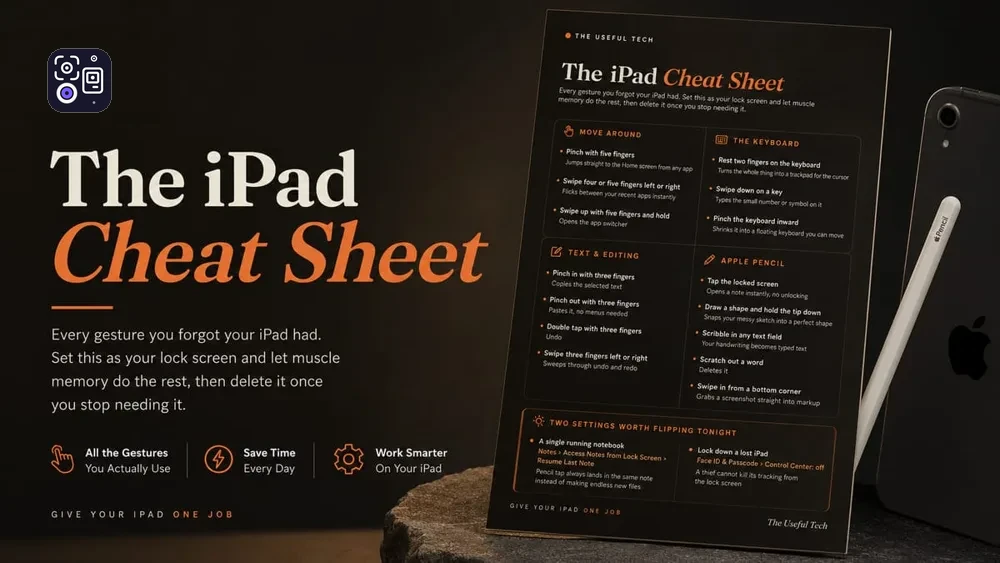 The iPad
Cheat Sheet
Every gesture you forgot your iPad had.
Set this as your lock screen and let muscle
memory do the rest, then delete it once
you stop needing it.
All the Gestures
You Actually Use
Save Time
Every Day
Work Smarter
On Your iPad
GIVE YOUR IPAD ONE JOB
THE USEFUL TECH
The iPad Cheat Sheet
Every gesture you forgot your iPad had. Set this as your lock screen and let muscle
memory do the rest, then delete it once you stop needing it.
MOVE AROUND
Pinch with five fingers
Jumps straight to the Home screen from any app
Swipe four or five fingers left or right
Flicks between your recent apps instantly
Swipe up with five fingers and hold
Opens the app switcher
THE KEYBOARD
Rest two fingers on the keyboard
Turns the whole thing into a trackpad for the cursor
Swipe down on a key
Types the small number or symbol on it
Pinch the keyboard inward
Shrinks it into a floating keyboard you can move
TEXT & EDITING
Pinch in with three fingers
Copies the selected text
Pinch out with three fingers
Pastes it, no menus needed
Double tap with three fingers
Undo
Swipe three fingers left or right
Sweeps through undo and redo
APPLE PENCIL
Tap the locked screen
Opens a note instantly, no unlocking
Draw a shape and hold the tip down
Snaps your messy sketch into a perfect shape
Scribble in any text field
Your handwriting becomes typed text
Scratch out a word
Deletes it
Swipe in from a bottom corner
Grabs a screenshot straight into markup
TWO SETTINGS WORTH FLIPPING TONIGHT
A single running notebook
Notes › Access Notes from Lock Screen ›
Resume Last Note
Pencil tap always lands in the same note
instead of making endless new files
Lock down a lost iPad
Face ID & Passcode › Control Center: off
A thief cannot kill its tracking from
the lock screen
GIVE YOUR IPAD ONE JOB
The Useful Tech
Pencil